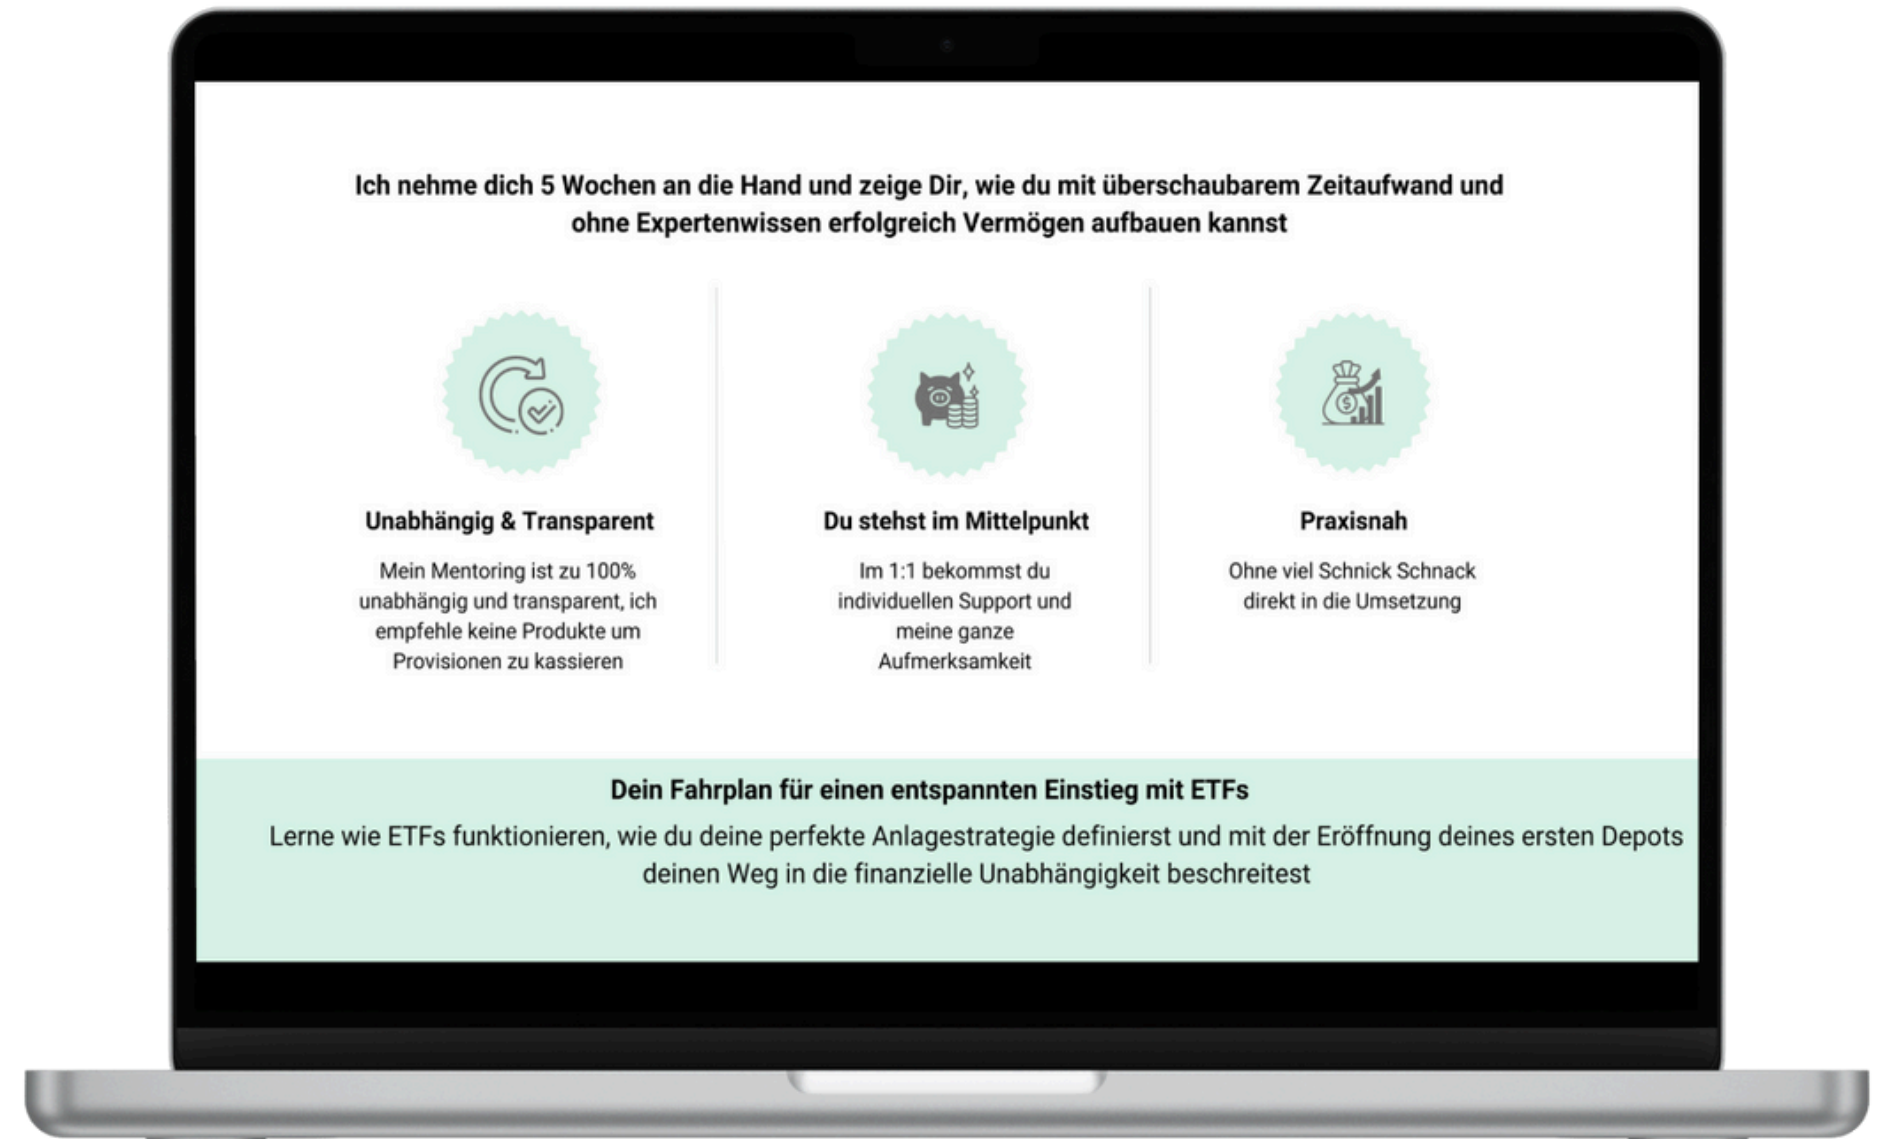 Ich nehme dich 5 Wochen an die Hand und zeige Dir, wie du mit überschaubarem Zeitaufwand und
ohne Expertenwissen erfolgreich Vermögen aufbauen kannst
Unabhängig & Transparent
Mein Mentoring ist zu 100%
unabhängig und transparent, ich
empfehle keine Produkte um
Provisionen zu kassieren
Du stehst im Mittelpunkt
Im 1:1 bekommst du
individuellen Support und
meine ganze
Aufmerksamkeit
Praxisnah
Ohne viel Schnick Schnack
direkt in die Umsetzung
Dein Fahrplan für einen entspannten Einstieg mit ETFs
Lerne wie ETFs funktionieren, wie du deine perfekte Anlagestrategie definierst und mit der Eröffnung deines ersten Depots
deinen Weg in die finanzielle Unabhängigkeit beschreitest